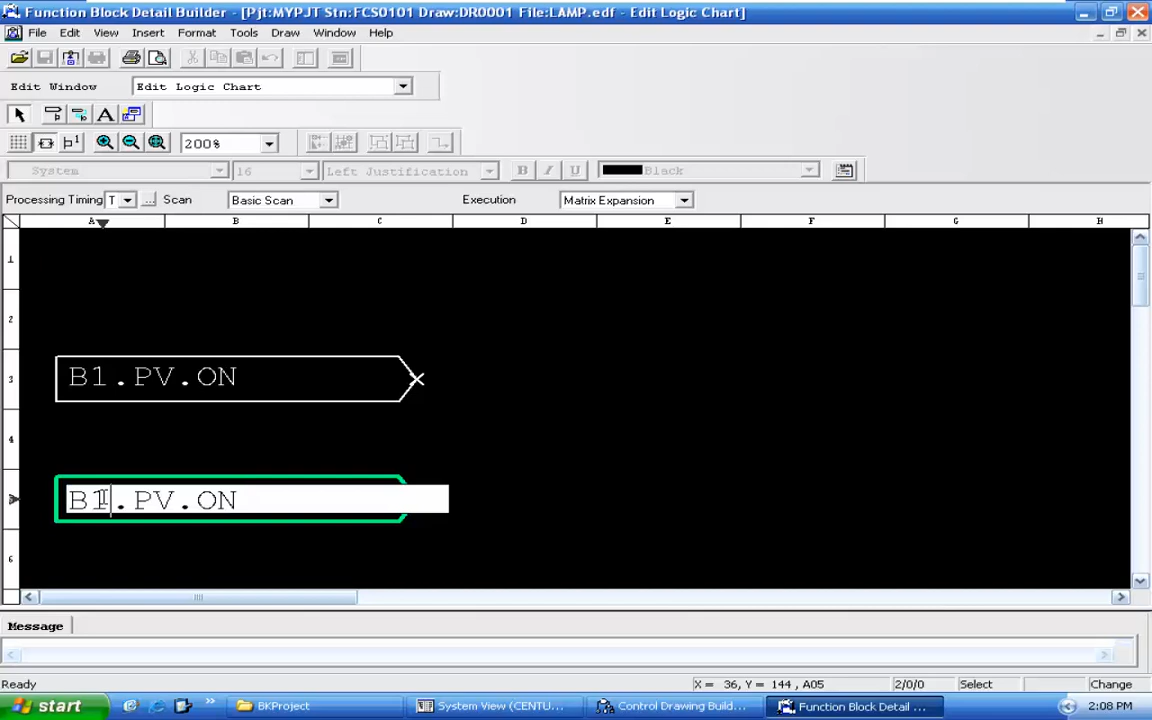 Function Block Detail Builder - [Pjt:MYPJT Stn:FCS0101 Draw:DR0001 File:LAMP.edf - Edit Logic Chart]
File Edit View Insert Format Tools Draw Window Help
Edit Window Edit Logic Chart
A
200%
System 16 Left Justification B I U Black
Processing Timing T ... Scan Basic Scan Execution Matrix Expansion
A B C D E F G H
1
2
3 B1.PV.ON
4
B1.PV.ON
6
Message
Ready X = 36, Y = 144 , A05 2/0/0 Select Change
start BKProject System View (CENTU... Control Drawing Build... Function Block Detail ... 2:08 PM